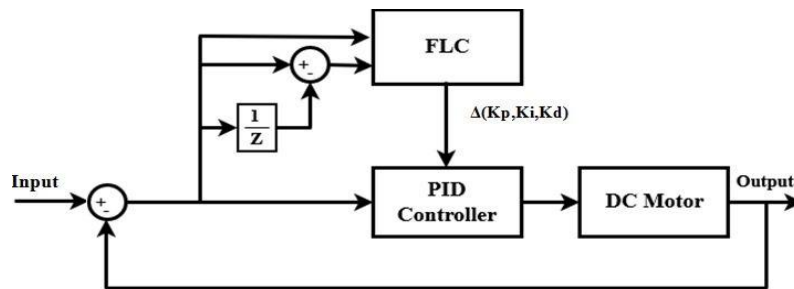 FLC
+
-
1
Z
Δ(Kp,Ki,Kd)
Input
+
-
PID
Controller
DC Motor
Output